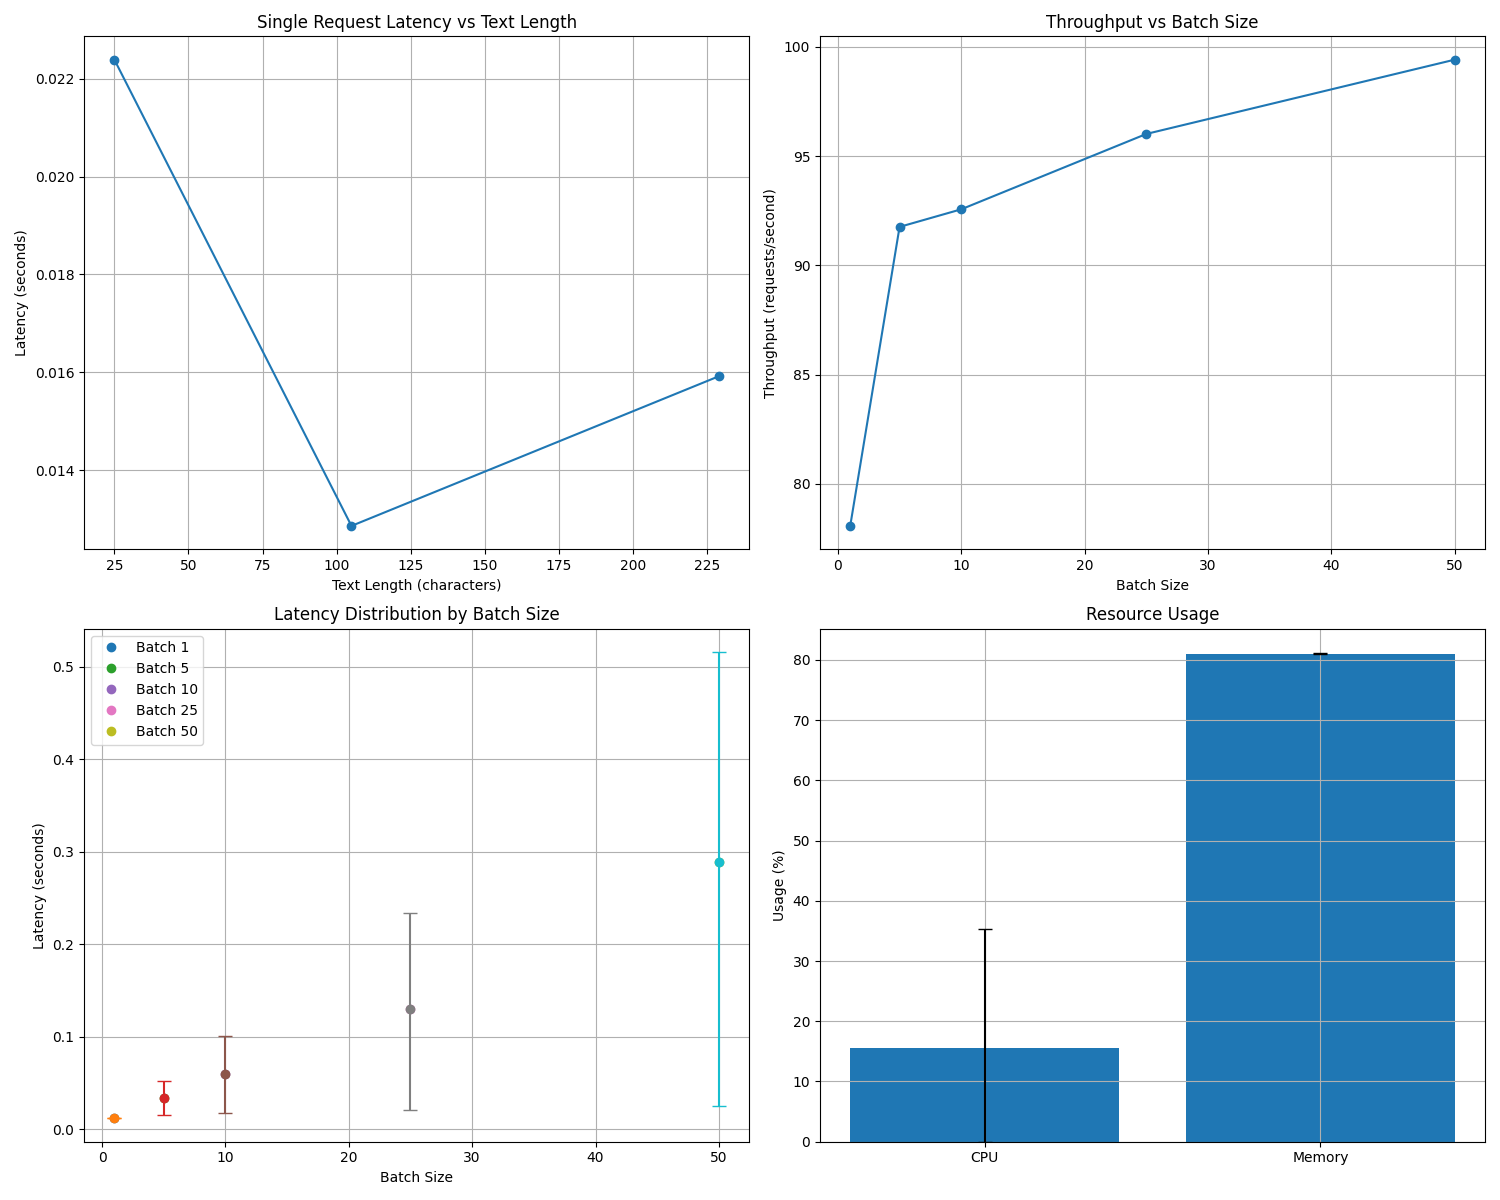 Single Request Latency vs Text Length
Latency (seconds)
0.022
0.020
0.018
0.016
0.014
25 50 75 100 125 150 175 200 225
Text Length (characters)
Throughput vs Batch Size
Throughput (requests/second)
100
95
90
85
80
0 10 20 30 40 50
Batch Size
Latency Distribution by Batch Size
Latency (seconds)
Batch 1
Batch 5
Batch 10
Batch 25
Batch 50
0.5
0.4
0.3
0.2
0.1
0.0
0 10 20 30 40 50
Batch Size
Resource Usage
Usage (%)
80
70
60
50
40
30
20
10
0
CPU Memory